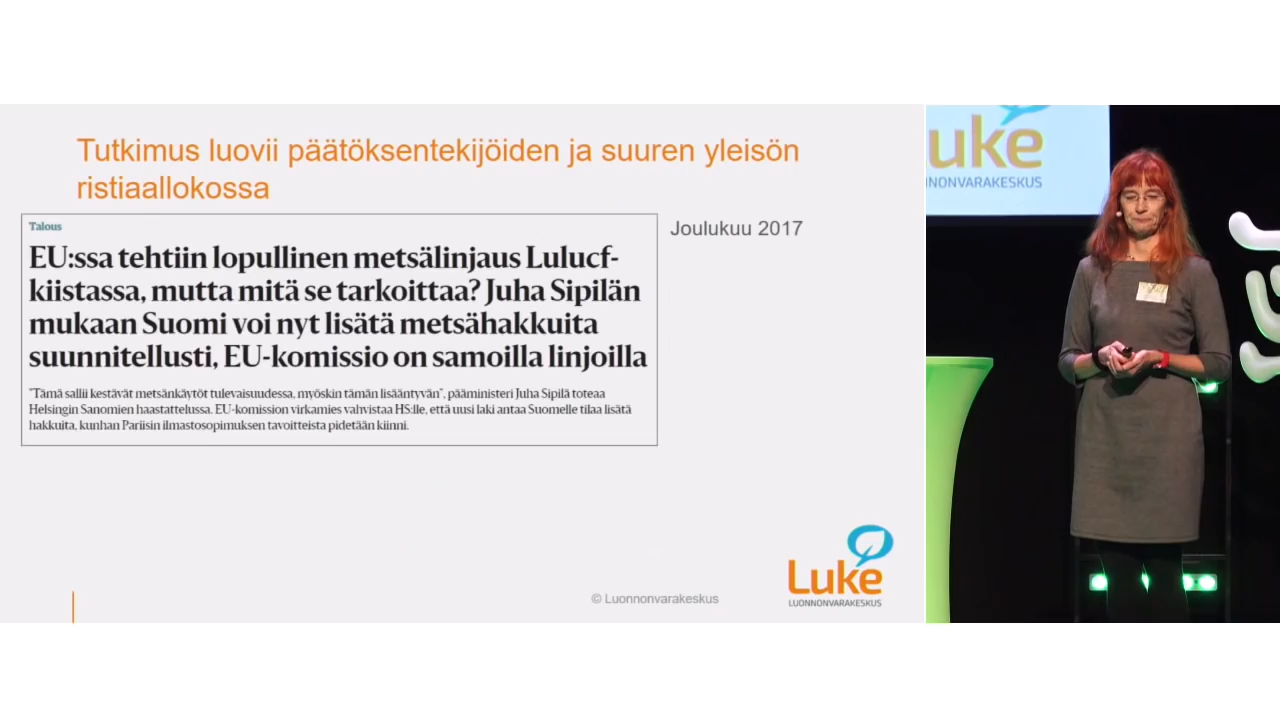 Tutkimus luovii päätöksentekijöiden ja suuren yleisön
ristiaallokossa
Talous
EU:ssa tehtiin lopullinen metsälinjaus Lulucf-
kiistassa, mutta mitä se tarkoittaa? Juha Sipilän
mukaan Suomi voi nyt lisätä metsähakkuita
suunnitellusti, EU-komissio on samoilla linjoilla
"Tämä sallii kestävät metsänkäytöt tulevaisuudessa, myöskin tämän lisääntyvän", pääministeri Juha Sipilä toteaa
Helsingin Sanomien haastattelussa. EU-komission virkamies vahvistaa HS:lle, että uusi laki antaa Suomelle tilaa lisätä
hakkuita, kunhan Pariisin ilmastosopimuksen tavoitteista pidetään kiinni.
Joulukuu 2017
© Luonnonvarakeskus
Luke
LUONNONVARAKESKUS
uke
NNONVARAKESKUS